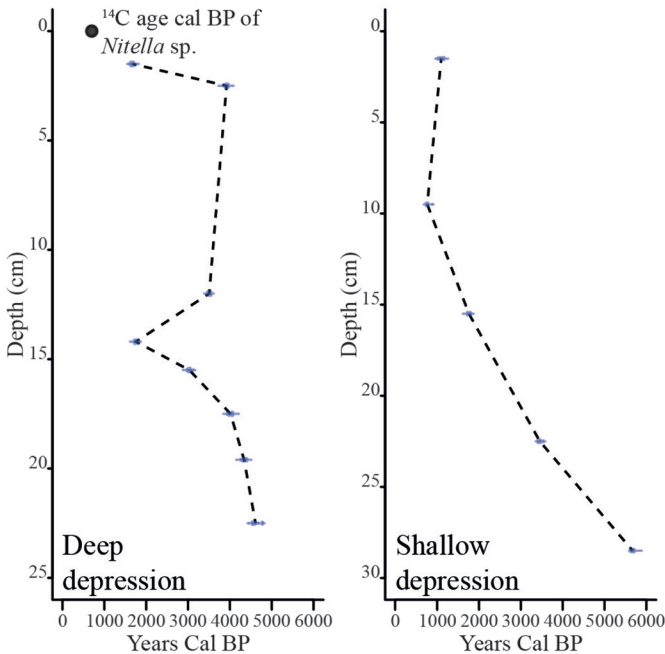 0
¹⁴C age cal BP of
Nitella sp.
5
10
15
20
25
Depth (cm)
Deep
depression
0 1000 2000 3000 4000 5000 6000
Years Cal BP
0
5
10
15
20
25
30
Depth (cm)
Shallow
depression
0 1000 2000 3000 4000 5000 6000
Years Cal BP